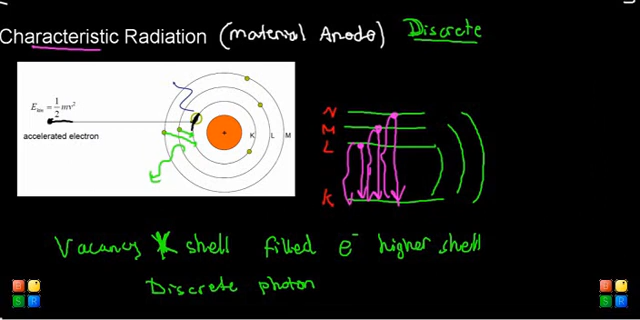 Characteristic Radiation (Material Anode) Discrete
E_kin = 1/2 mv²
accelerated electron
K L M
N
M
L
K
Vacancy K shell filled e⁻ higher shell
Discrete photon
B
S R
B
S R